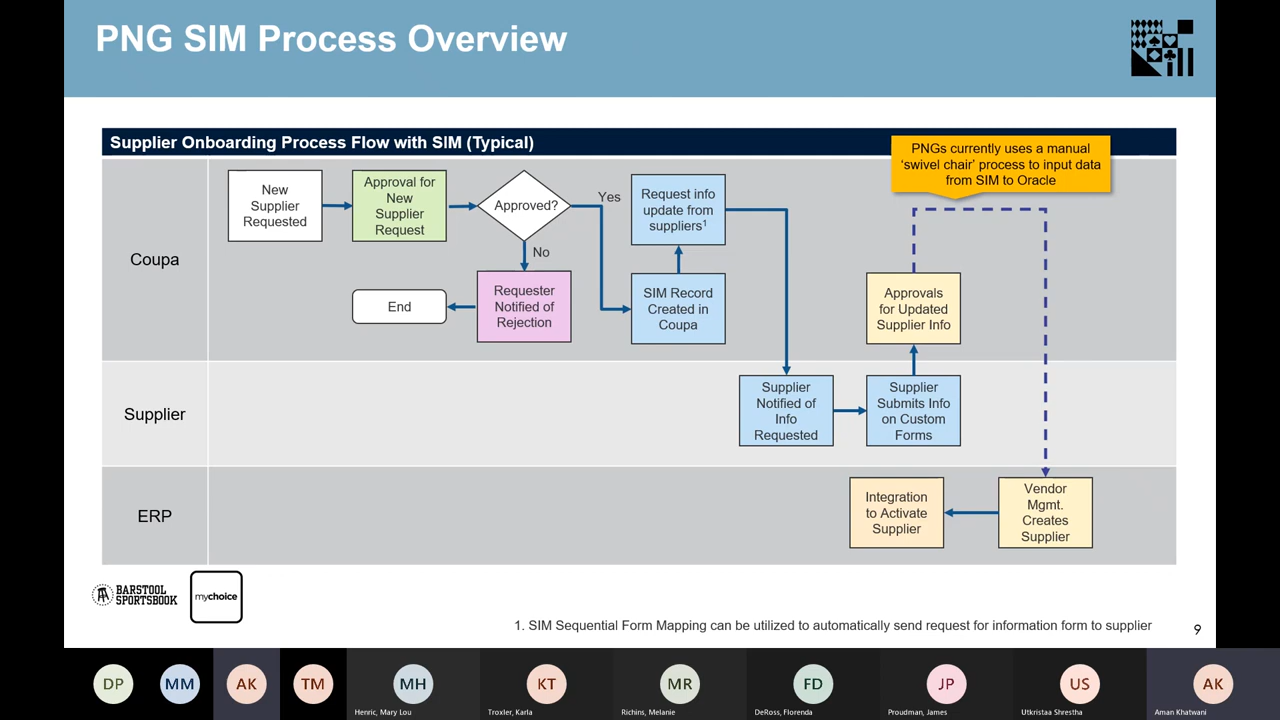 PNG SIM Process Overview
Supplier Onboarding Process Flow with SIM (Typical)
PNGs currently uses a manual
‘swivel chair’ process to input data
from SIM to Oracle
Coupa
New
Supplier
Requested
Approval for
New
Supplier
Request
Approved?
Yes
No
Requester
Notified of
Rejection
End
Request info
update from
suppliers1
SIM Record
Created in
Coupa
Approvals
for Updated
Supplier Info
Supplier
Supplier
Notified of
Info
Requested
Supplier
Submits Info
on Custom
Forms
ERP
Integration
to Activate
Supplier
Vendor
Mgmt.
Creates
Supplier
BARSTOOL
SPORTSBOOK
mychoice
1. SIM Sequential Form Mapping can be utilized to automatically send request for information form to supplier
9
DP
MM
AK
TM
MH
Henric, Mary Lou
KT
Troxler, Karla
MR
Richins, Melanie
FD
DeRoss, Florenda
JP
Proudman, James
US
Utkristaa Shrestha
AK
Aman Khatwani